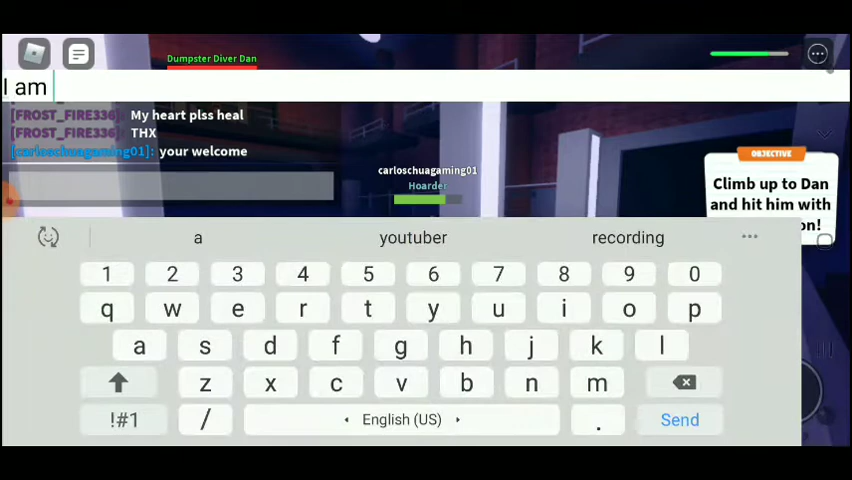 Dumpster Diver Dan
I am
[FROST_FIRE336]: My heart plss heal
[FROST_FIRE336]: THX
[carloschuagaming01]: your welcome
carloschuagaming01
Hoarder
OBJECTIVE
Climb up to Dan
and hit him with
on!
a youtuber recording ...
1 2 3 4 5 6 7 8 9 0
q w e r t y u i o p
a s d f g h j k l
z x c v b n m
!#1 / English (US) . Send